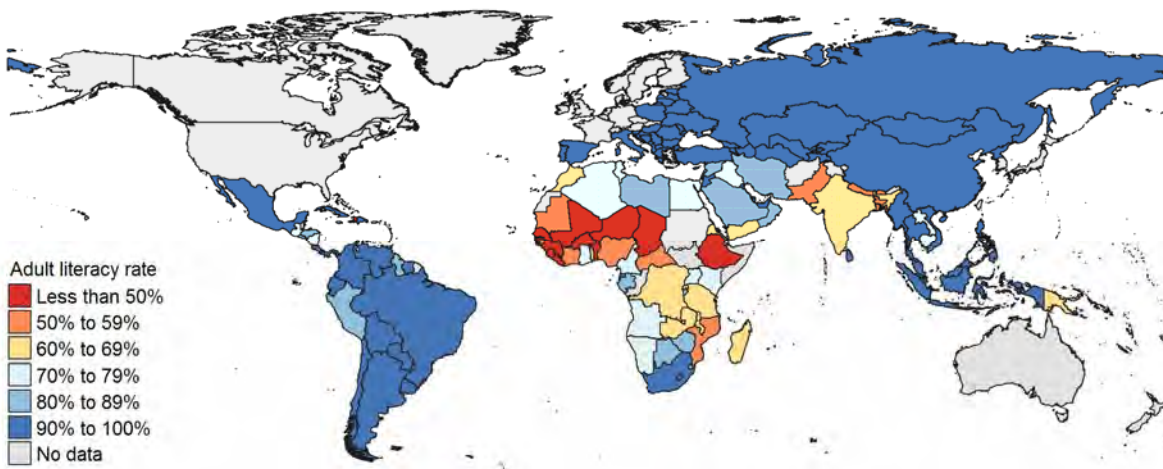 Adult literacy rate
Less than 50%
50% to 59%
60% to 69%
70% to 79%
80% to 89%
90% to 100%
No data